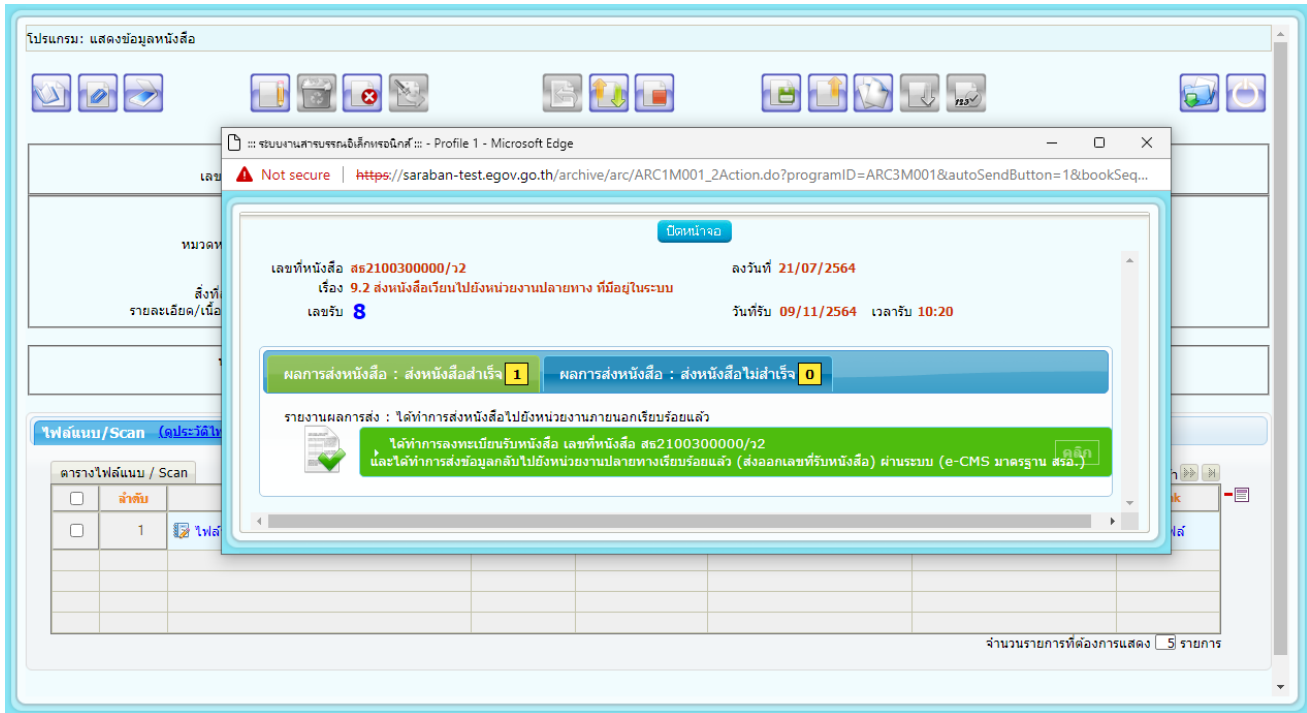 โปรแกรม: แสดงข้อมูลหนังสือ
::: ระบบงานสารบรรณอิเล็กทรอนิกส์ ::: - Profile 1 - Microsoft Edge
Not secure | https://saraban-test.egov.go.th/archive/arc/ARC1M001_2Action.do?programID=ARC3M001&autoSendButton=1&bookSeq...
ปิดหน้าจอ
เลขที่หนังสือ สธ2100300000/ว2 ลงวันที่ 21/07/2564
เรื่อง 9.2 ส่งหนังสือเวียนไปยังหน่วยงานปลายทาง ที่มีอยู่ในระบบ
เลขรับ 8 วันที่รับ 09/11/2564 เวลารับ 10:20
ผลการส่งหนังสือ : ส่งหนังสือสำเร็จ 1 ผลการส่งหนังสือ : ส่งหนังสือไม่สำเร็จ 0
รายงานผลการส่ง : ได้ทำการส่งหนังสือไปยังหน่วยงานภายนอกเรียบร้อยแล้ว
ได้ทำการลงทะเบียนรับหนังสือ เลขที่หนังสือ สธ2100300000/ว2
และได้ทำการส่งข้อมูลกลับไปยังหน่วยงานปลายทางเรียบร้อยแล้ว (ส่งออกเลขที่รับหนังสือ) ผ่านระบบ (e-CMS มาตรฐาน สรอ.)
คลิก
เลข
หมวดห
สิ่งที่
รายละเอียด/เนื้อ
ไฟล์แนบ/Scan (ดูประวัติไฟ
ตารางไฟล์แนบ / Scan
ลำดับ
1 ไฟล์
จำนวนรายการที่ต้องการแสดง 5 รายการ